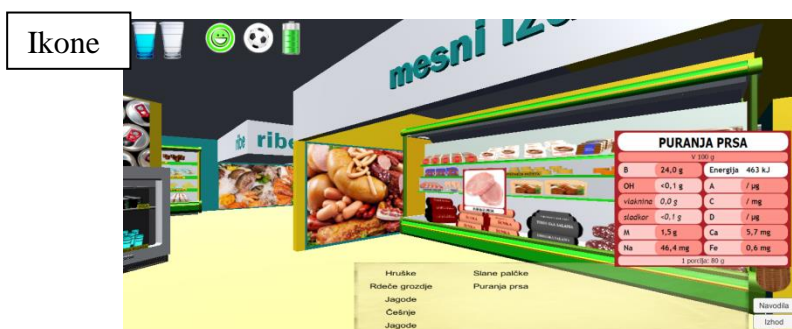 Ikone
mesni
ribe
ribe
PURANJA PRSA
V 100 g
B 24,0 g Energija 463 kJ
OH <0,1 g A / µg
vlaknina 0,0 g C / mg
sladkor <0,1 g D / µg
M 1,5 g Ca 5,7 mg
Na 46,4 mg Fe 0,6 mg
1 porcija: 80 g
Hruške Slane palčke
Rdeče grozdje Puranja prsa
Jagode
Češnje
Jagode
Navodila
Izhod